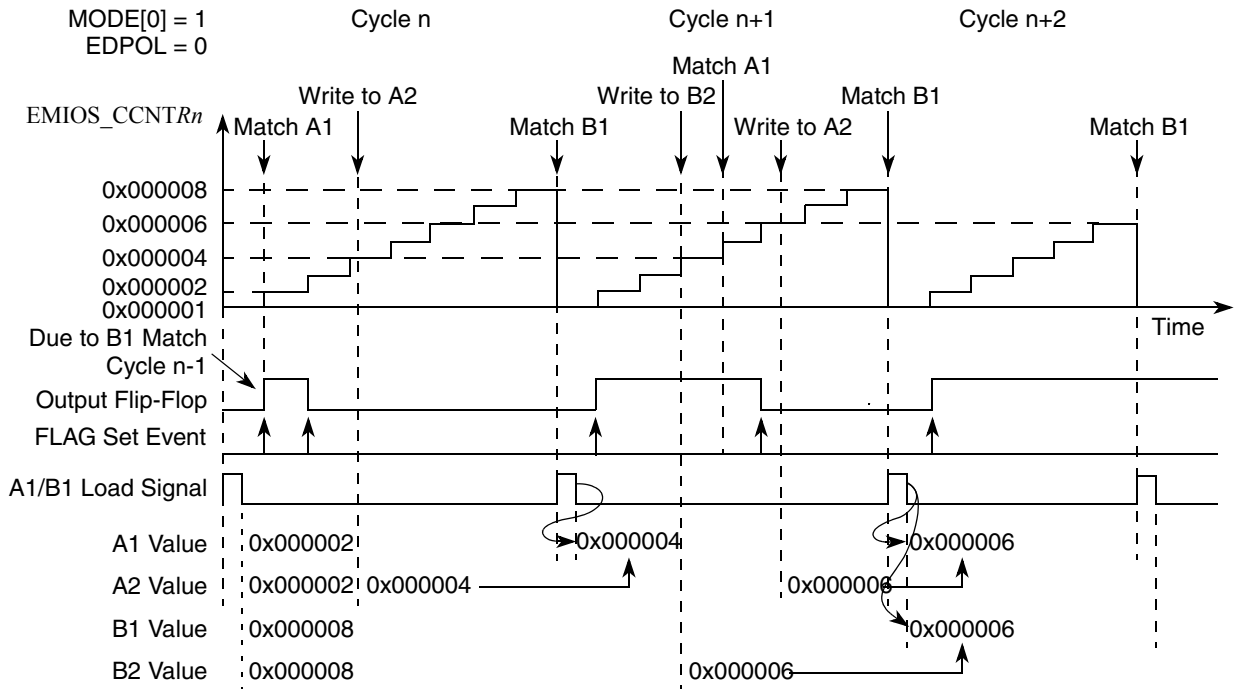 MODE[0] = 1
EDPOL = 0
Cycle n
Cycle n+1
Cycle n+2
Match A1
Write to A2
Write to B2
Match B1
EMIOS_CCNTRn
Match A1
Match B1
Write to A2
Match B1
0x000008
0x000006
0x000004
0x000002
0x000001
Time
Due to B1 Match
Cycle n-1
Output Flip-Flop
FLAG Set Event
A1/B1 Load Signal
A1 Value 0x000002 0x000004 0x000006
A2 Value 0x000002 0x000004 0x000006
B1 Value 0x000008 0x000006
B2 Value 0x000008 0x000006